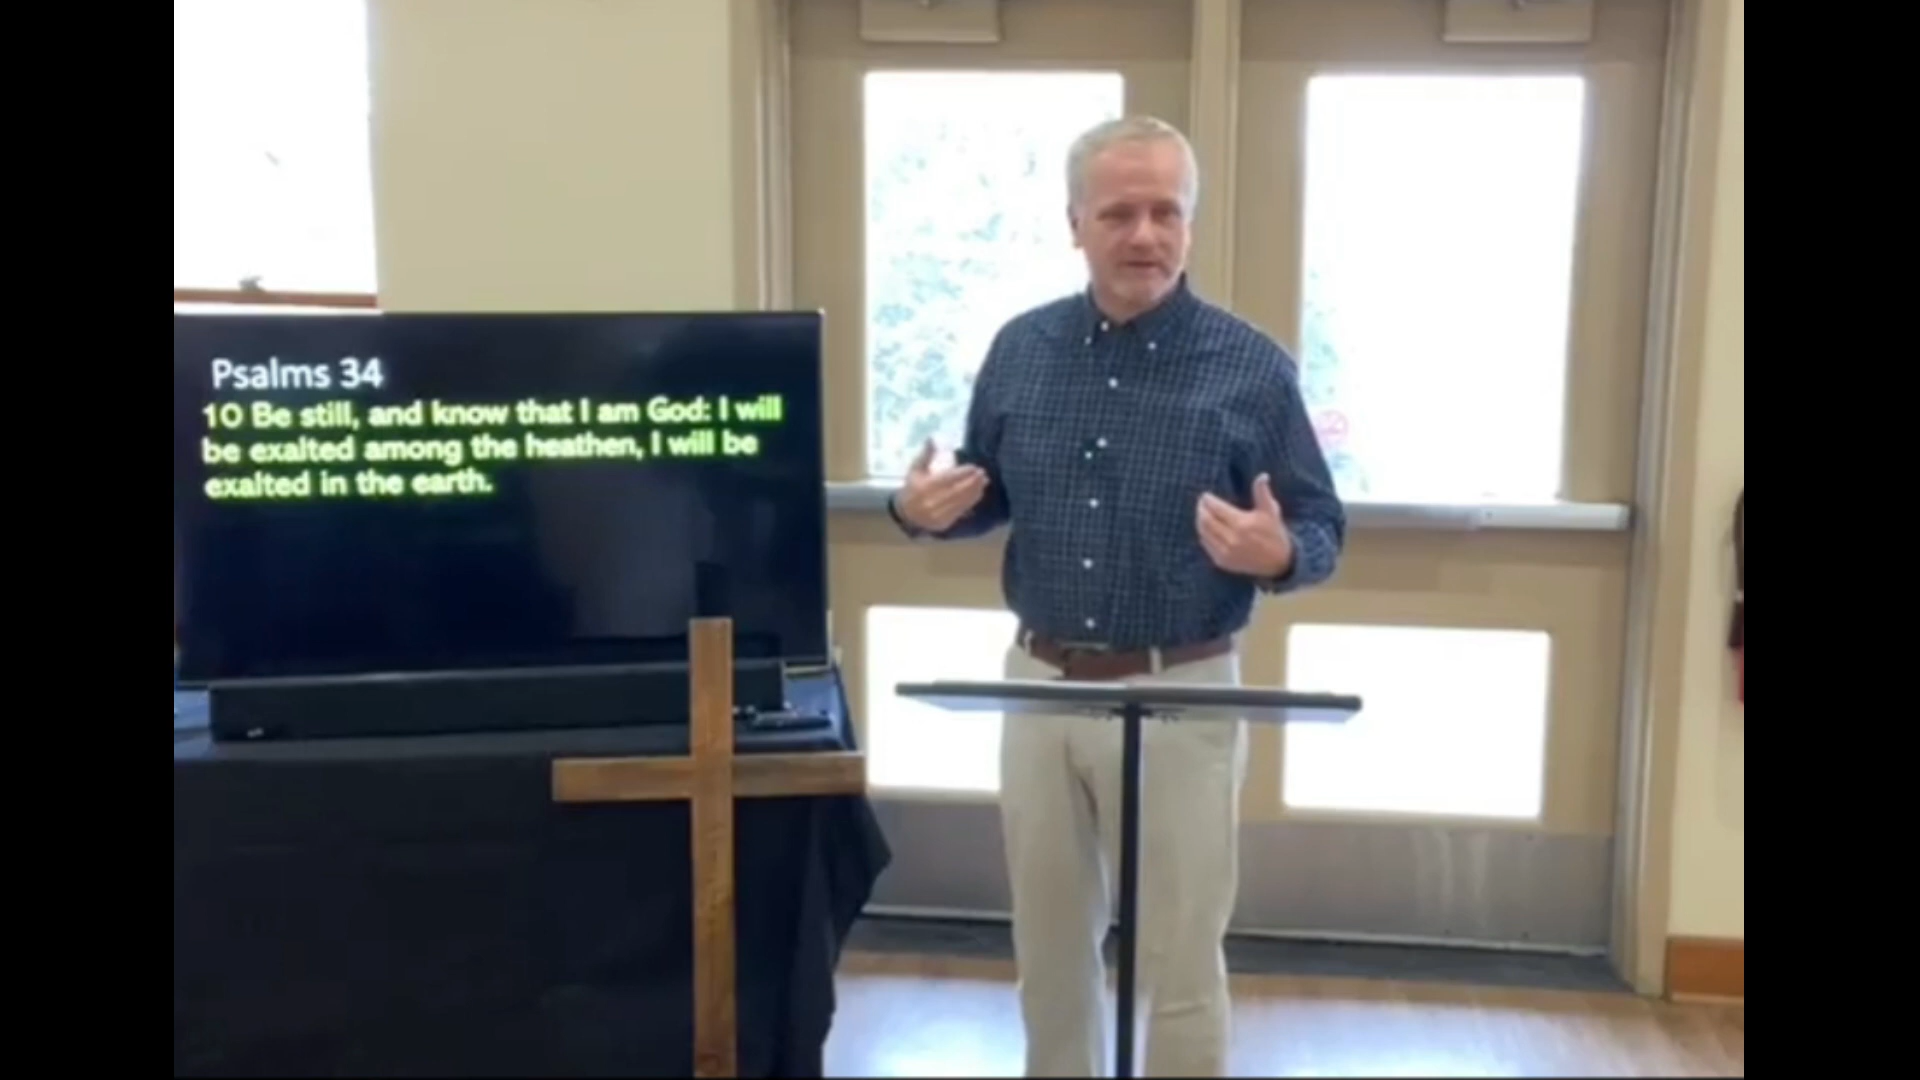 Psalms 34
10 Be still, and know that I am God: I will
be exalted among the heathen, I will be
exalted in the earth.